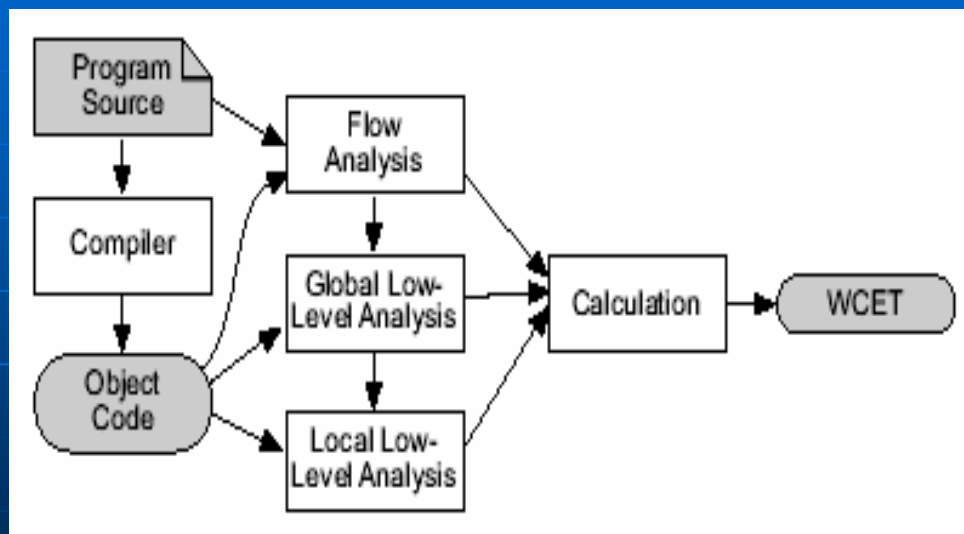 Program
Source
Compiler
Object
Code
Flow
Analysis
Global Low-
Level Analysis
Local Low-
Level Analysis
Calculation
WCET